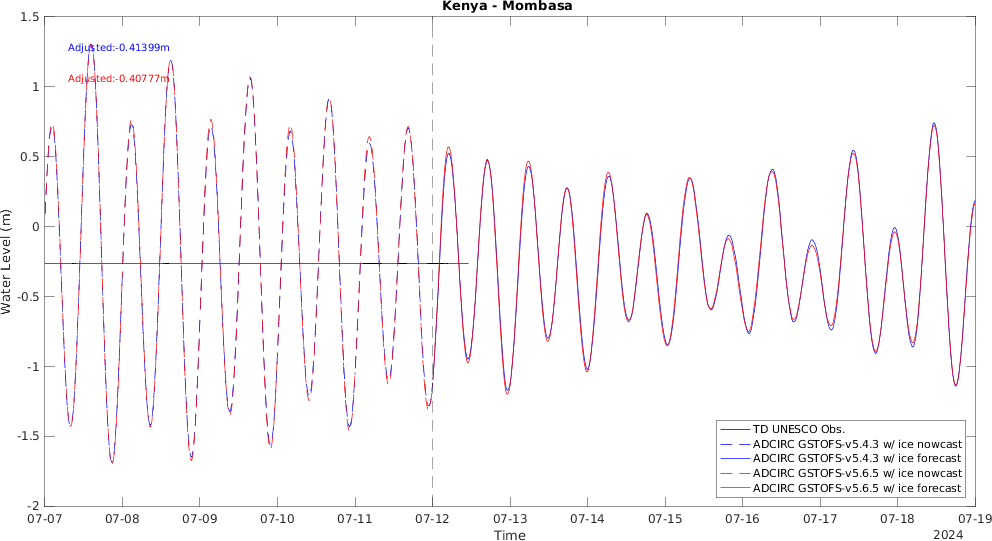 Kenya - Mombasa
1.5
1
0.5
0
-0.5
-1
-1.5
-2
Water Level (m)
Adjusted:-0.41399m
Adjusted:-0.40777m
TD UNESCO Obs.
ADCIRC GSTOFS-v5.4.3 w/ ice nowcast
ADCIRC GSTOFS-v5.4.3 w/ ice forecast
ADCIRC GSTOFS-v5.6.5 w/ ice nowcast
ADCIRC GSTOFS-v5.6.5 w/ ice forecast
07-07 07-08 07-09 07-10 07-11 07-12 07-13 07-14 07-15 07-16 07-17 07-18 07-19
Time
2024